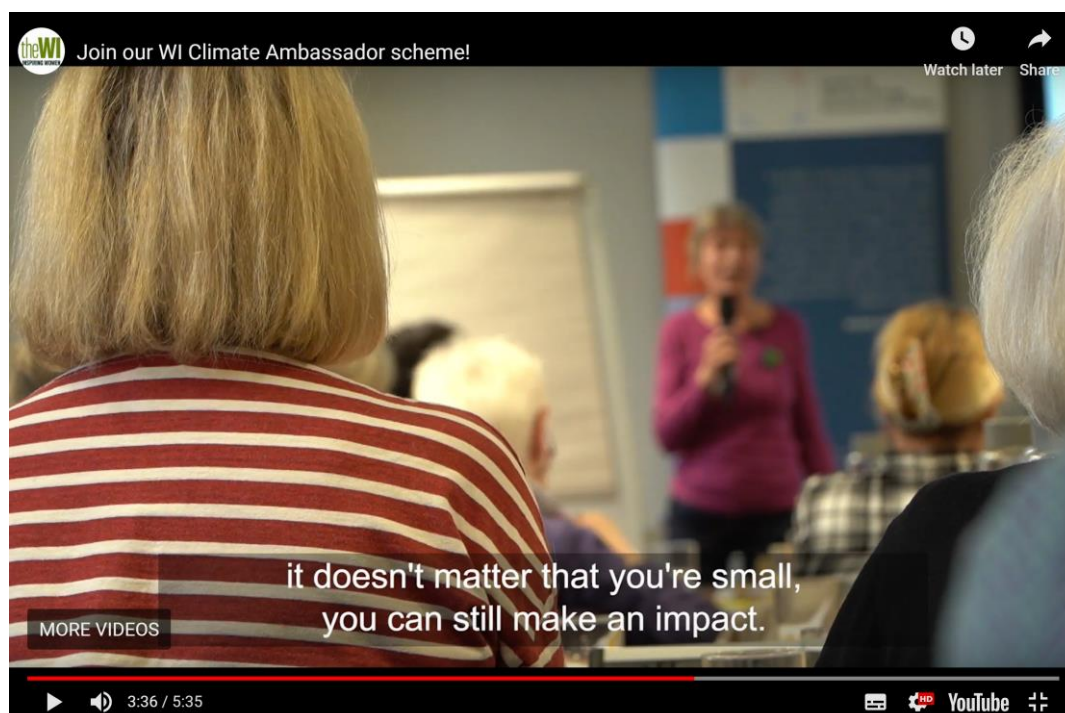 theWI
INSPIRING WOMEN
Join our WI Climate Ambassador scheme!
Watch later
Share
it doesn't matter that you're small,
you can still make an impact.
MORE VIDEOS
3:36 / 5:35
HD
YouTube